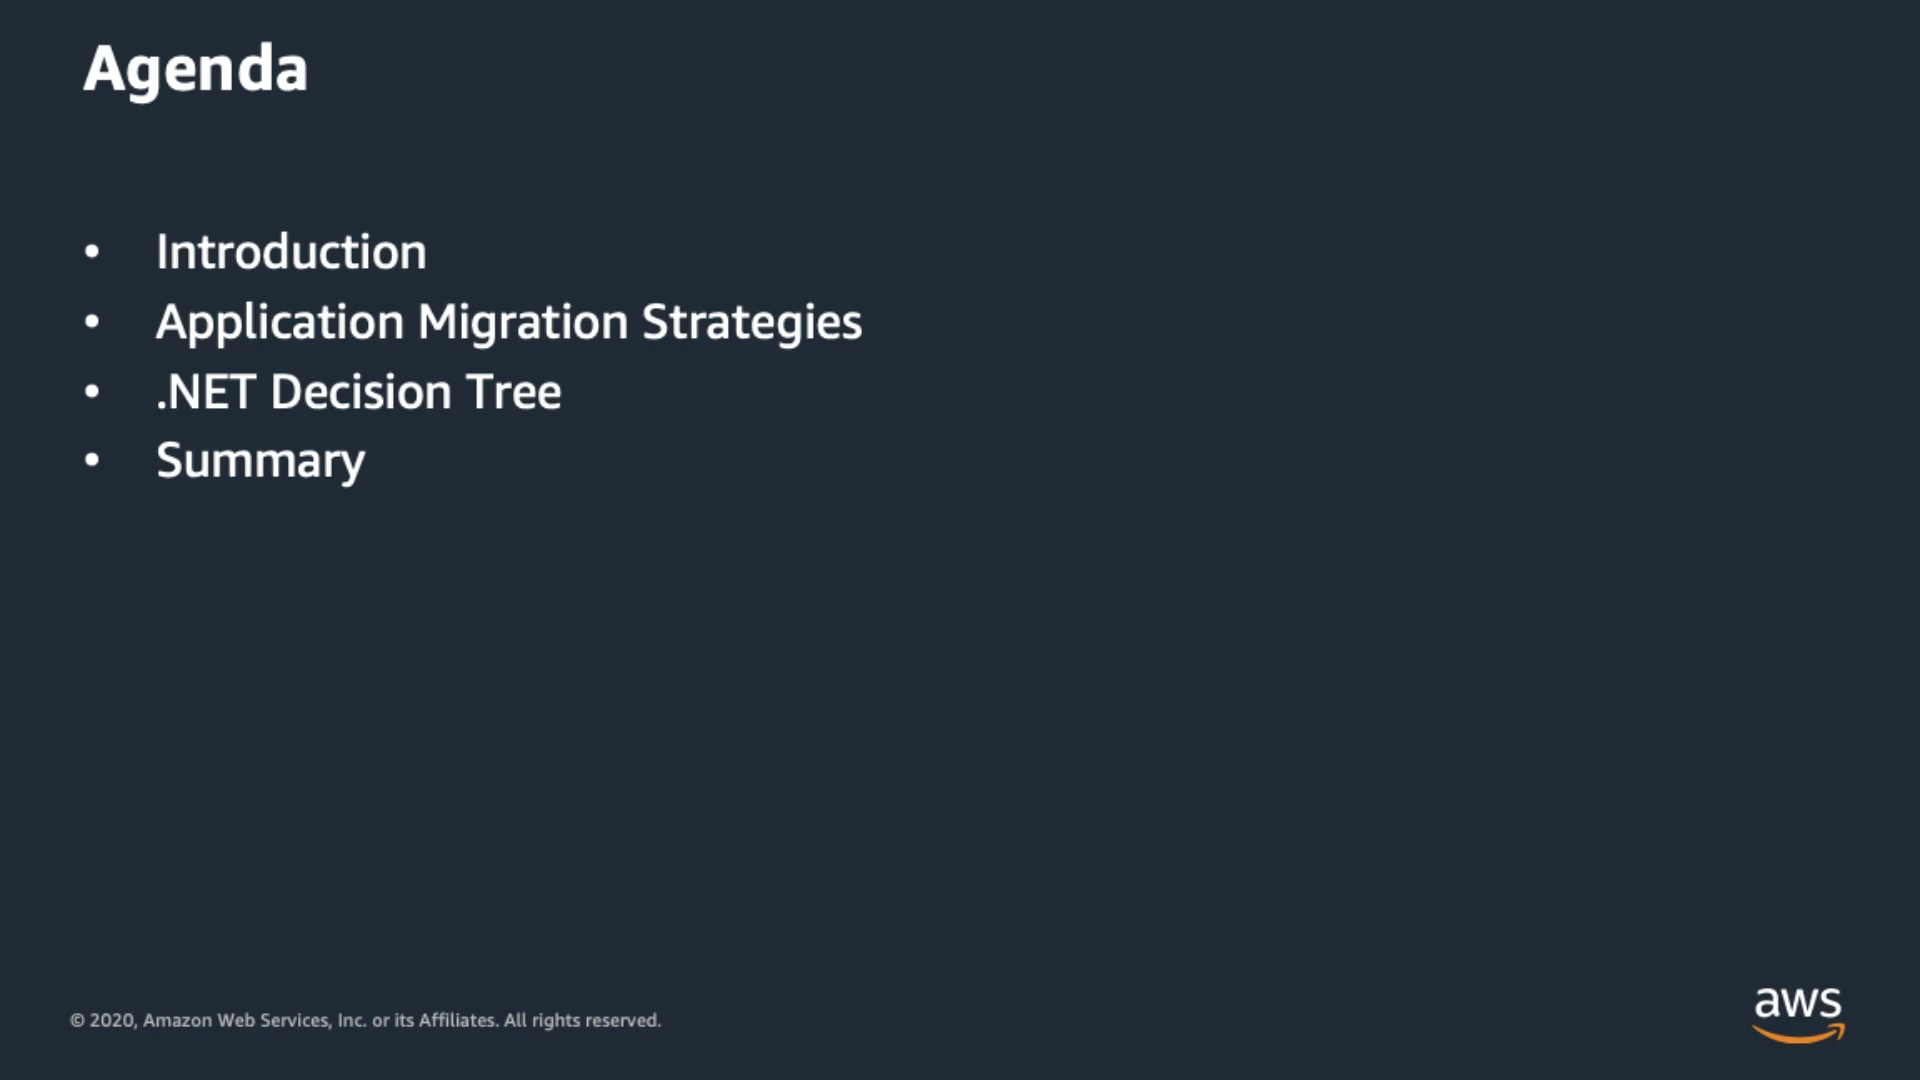 Agenda
• Introduction
• Application Migration Strategies
• .NET Decision Tree
• Summary
© 2020, Amazon Web Services, Inc. or its Affiliates. All rights reserved.
aws